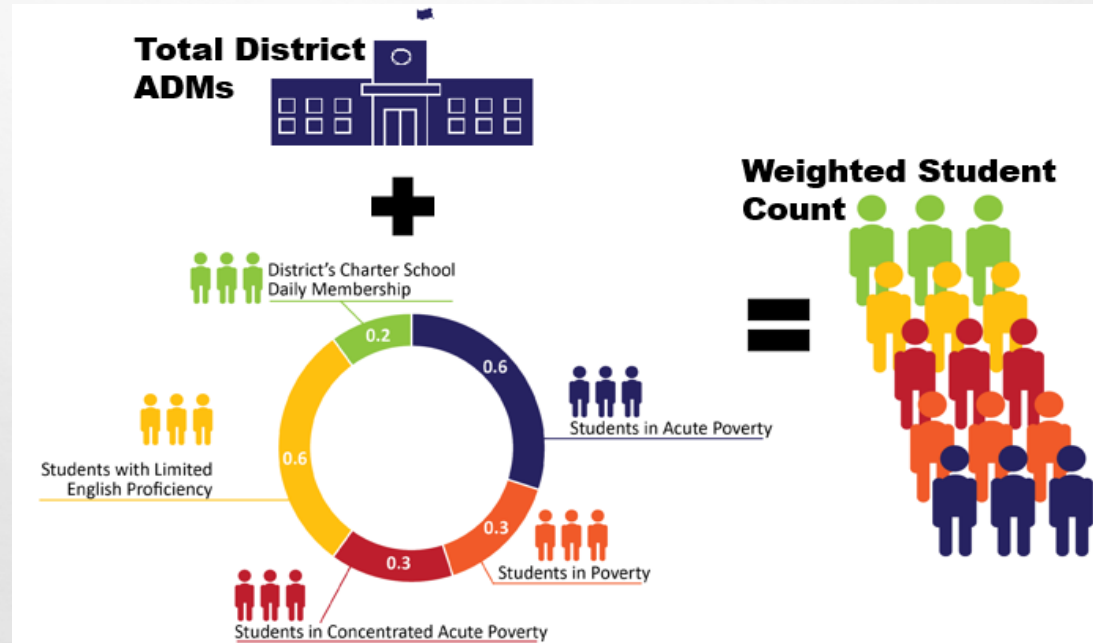 Total District
ADMs
Weighted Student
Count
District's Charter School
Daily Membership
0.2
0.6
Students in Acute Poverty
0.6
Students with Limited
English Proficiency
0.3
Students in Poverty
0.3
Students in Concentrated Acute Poverty